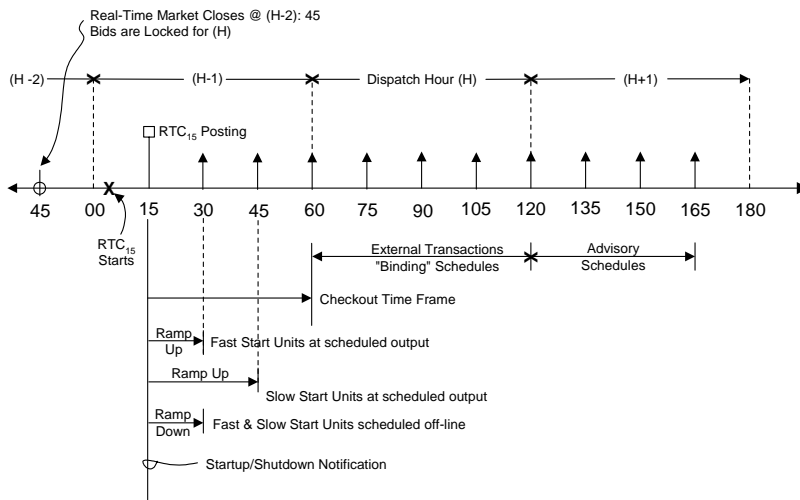 Real-Time Market Closes @ (H-2): 45
Bids are Locked for (H)
(H -2)
(H-1)
Dispatch Hour (H)
(H+1)
RTC15 Posting
X
45 00 15 30 45 60 75 90 105 120 135 150 165 180
RTC15
Starts
External Transactions
"Binding" Schedules
Advisory
Schedules
Checkout Time Frame
Ramp
Up
Fast Start Units at scheduled output
Ramp Up
Slow Start Units at scheduled output
Ramp
Down
Fast & Slow Start Units scheduled off-line
Startup/Shutdown Notification